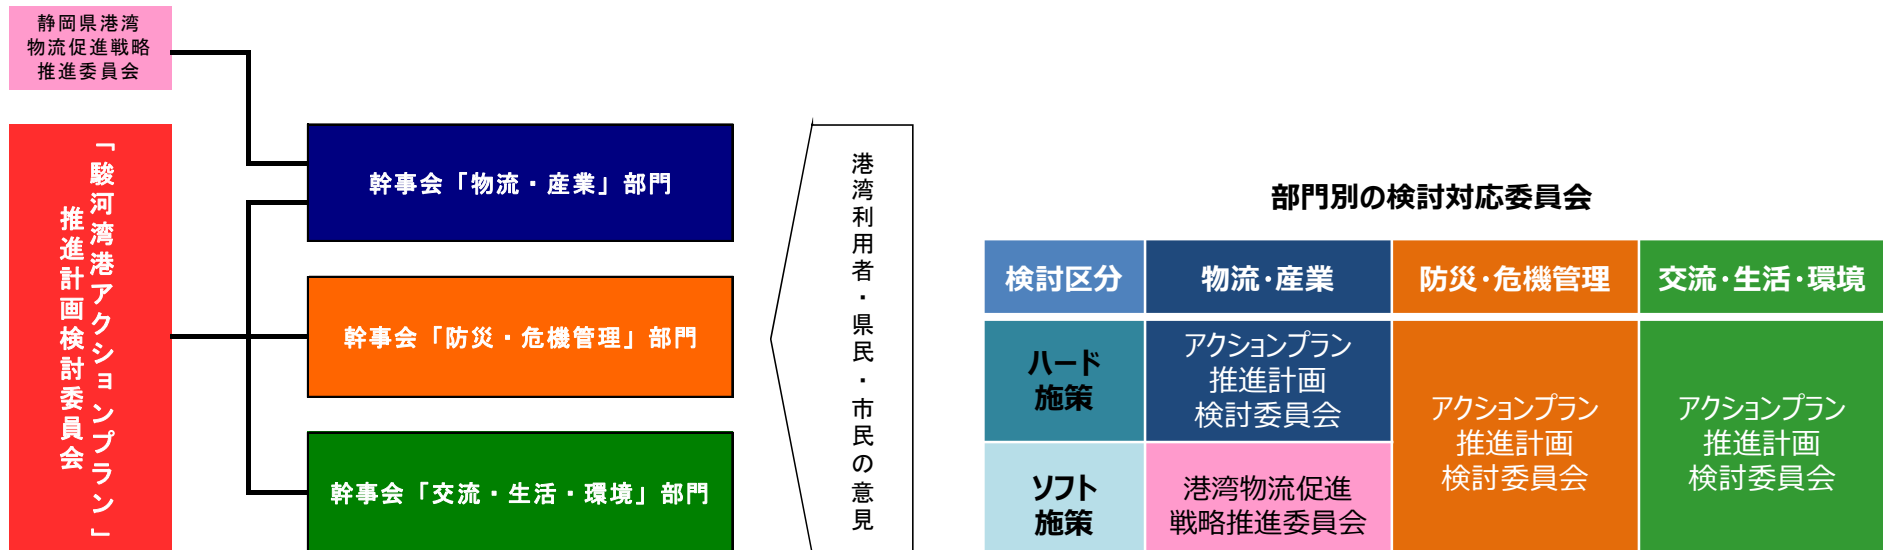 静岡県港湾
物流促進戦略
推進委員会
「駿河湾港アクションプラン」
推進計画検討委員会
幹事会「物流・産業」部門
幹事会「防災・危機管理」部門
幹事会「交流・生活・環境」部門
港湾利用者・県民・市民の意見
部門別の検討対応委員会
検討区分
物流・産業
防災・危機管理
交流・生活・環境
ハード
施策
アクションプラン
推進計画
検討委員会
アクションプラン
推進計画
検討委員会
アクションプラン
推進計画
検討委員会
ソフト
施策
港湾物流促進
戦略推進委員会